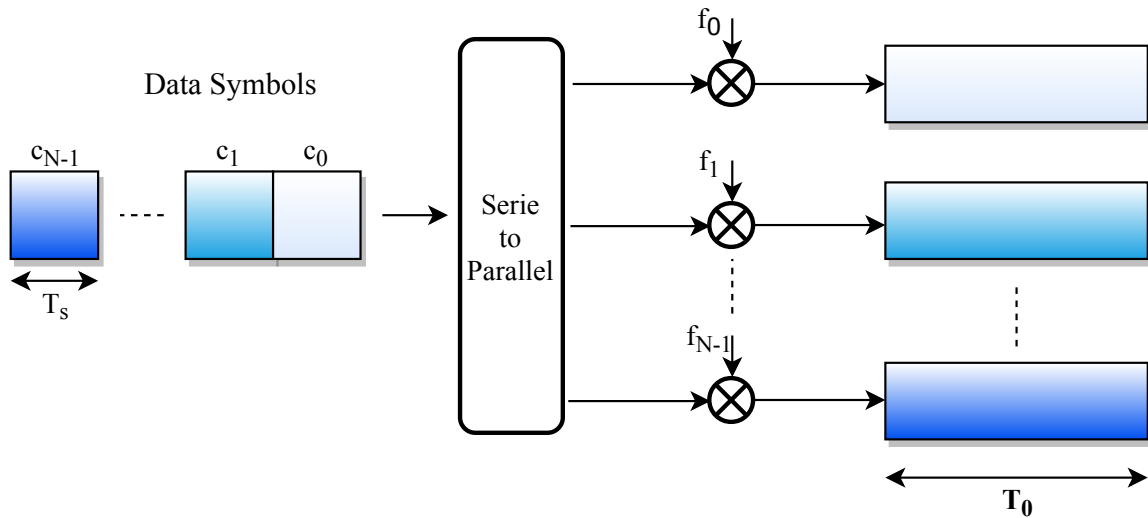 Data Symbols
c_{N-1}
c_1
c_0
T_s
Serie
to
Parallel
f_0
f_1
f_{N-1}
T_0